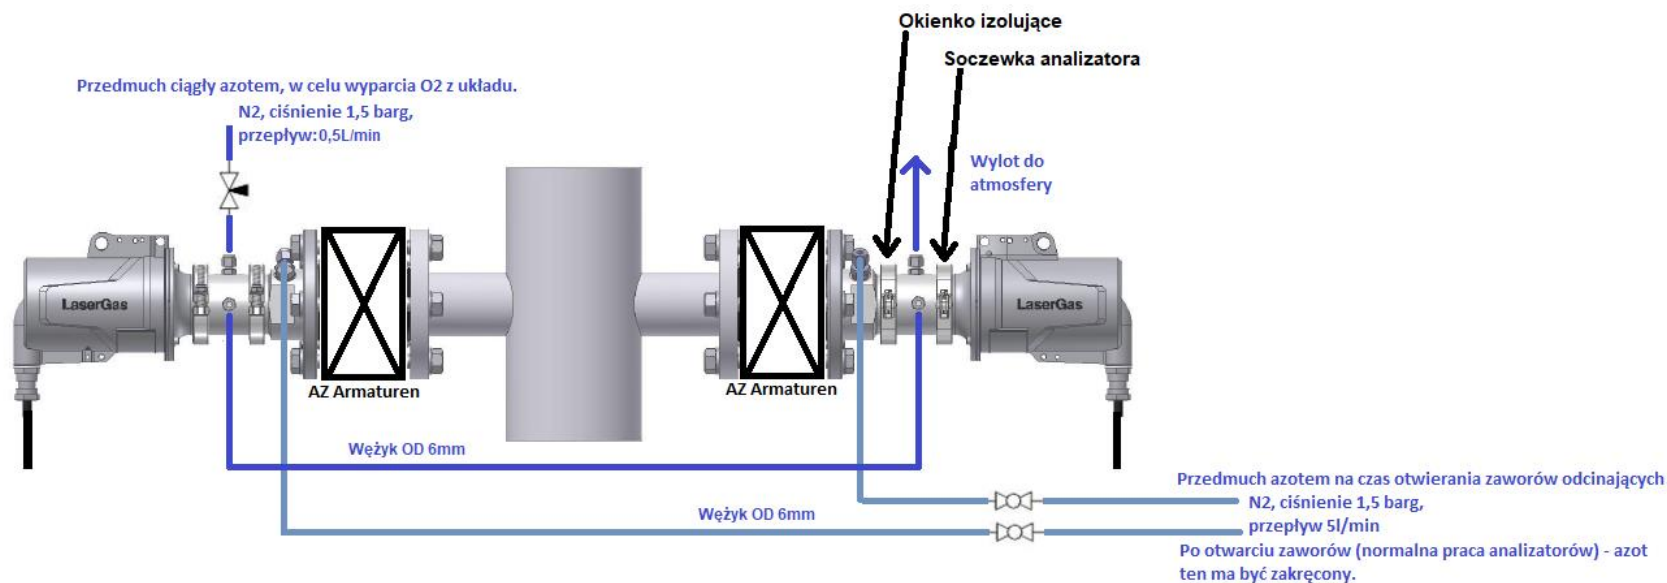 Okienko izolujące
Soczewka analizatora
Przedmuch ciągły azotem, w celu wyparcia O2 z układu.
N2, ciśnienie 1,5 barg,
przepływ:0,5L/min
Wylot do
atmosfery
LaserGas
LaserGas
AZ Armaturen
AZ Armaturen
Wężyk OD 6mm
Przedmuch azotem na czas otwierania zaworów odcinających
N2, ciśnienie 1,5 barg,
Wężyk OD 6mm
przepływ 5l/min
Po otwarciu zaworów (normalna praca analizatorów) - azot
ten ma być zakręcony.